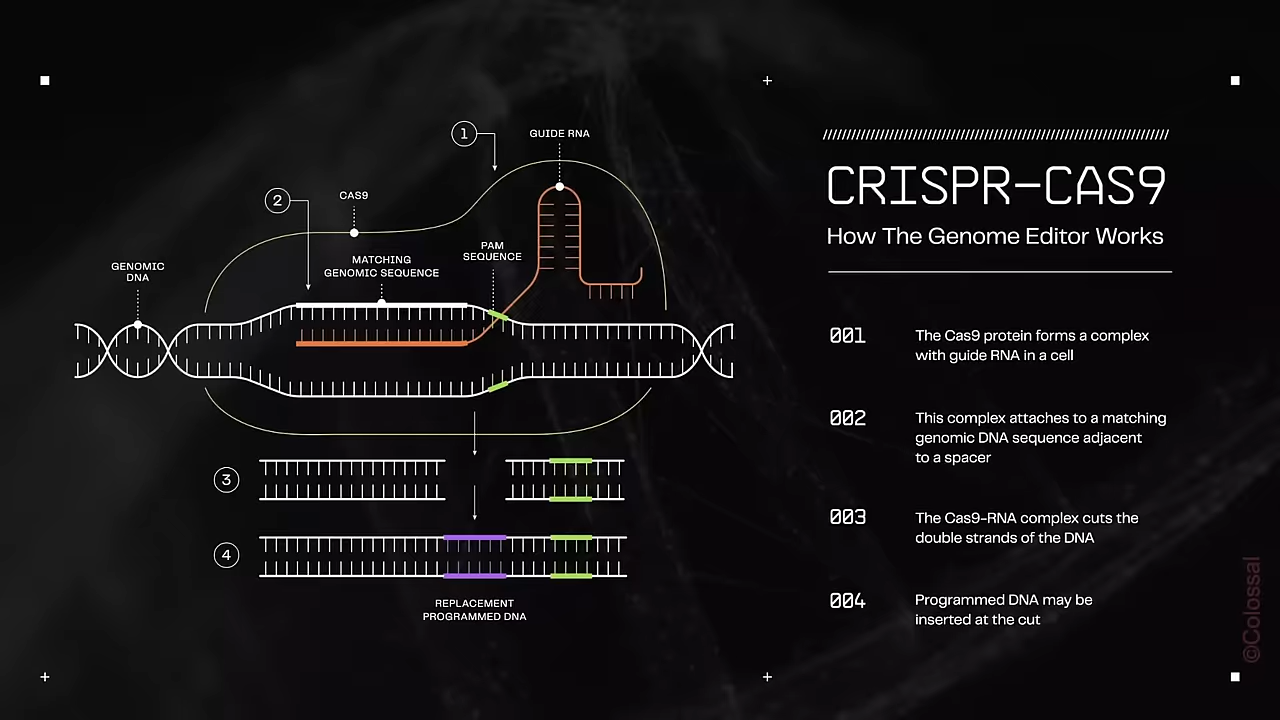 1
GUIDE RNA
2
CAS9
PAM
SEQUENCE
MATCHING
GENOMIC SEQUENCE
GENOMIC
DNA
3
4
REPLACEMENT
PROGRAMMED DNA
CRISPR-CAS9
How The Genome Editor Works
001
The Cas9 protein forms a complex
with guide RNA in a cell
002
This complex attaches to a matching
genomic DNA sequence adjacent
to a spacer
003
The Cas9-RNA complex cuts the
double strands of the DNA
004
Programmed DNA may be
inserted at the cut
©Colossal